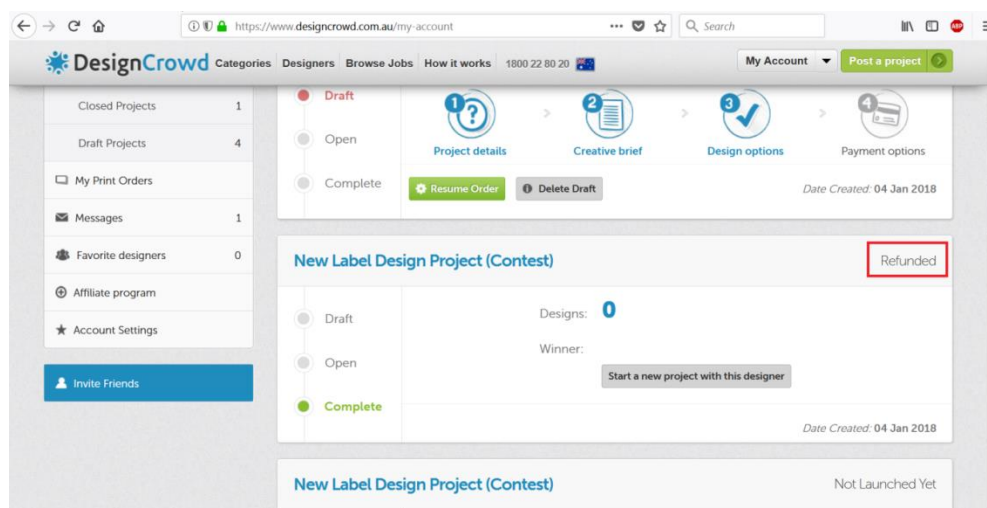 https://www.designcrowd.com.au/my-account
Search
ABP
DesignCrowd Categories Designers Browse Jobs How it works 1800 22 80 20 My Account Post a project
Closed Projects 1
Draft Projects 4
My Print Orders
Messages 1
Favorite designers 0
Affiliate program
Account Settings
Invite Friends
Draft
Open
Complete
1 2 3 4
Project details Creative brief Design options Payment options
Resume Order Delete Draft Date Created: 04 Jan 2018
New Label Design Project (Contest) Refunded
Draft
Open
Complete
Designs: 0
Winner:
Start a new project with this designer
Date Created: 04 Jan 2018
New Label Design Project (Contest) Not Launched Yet